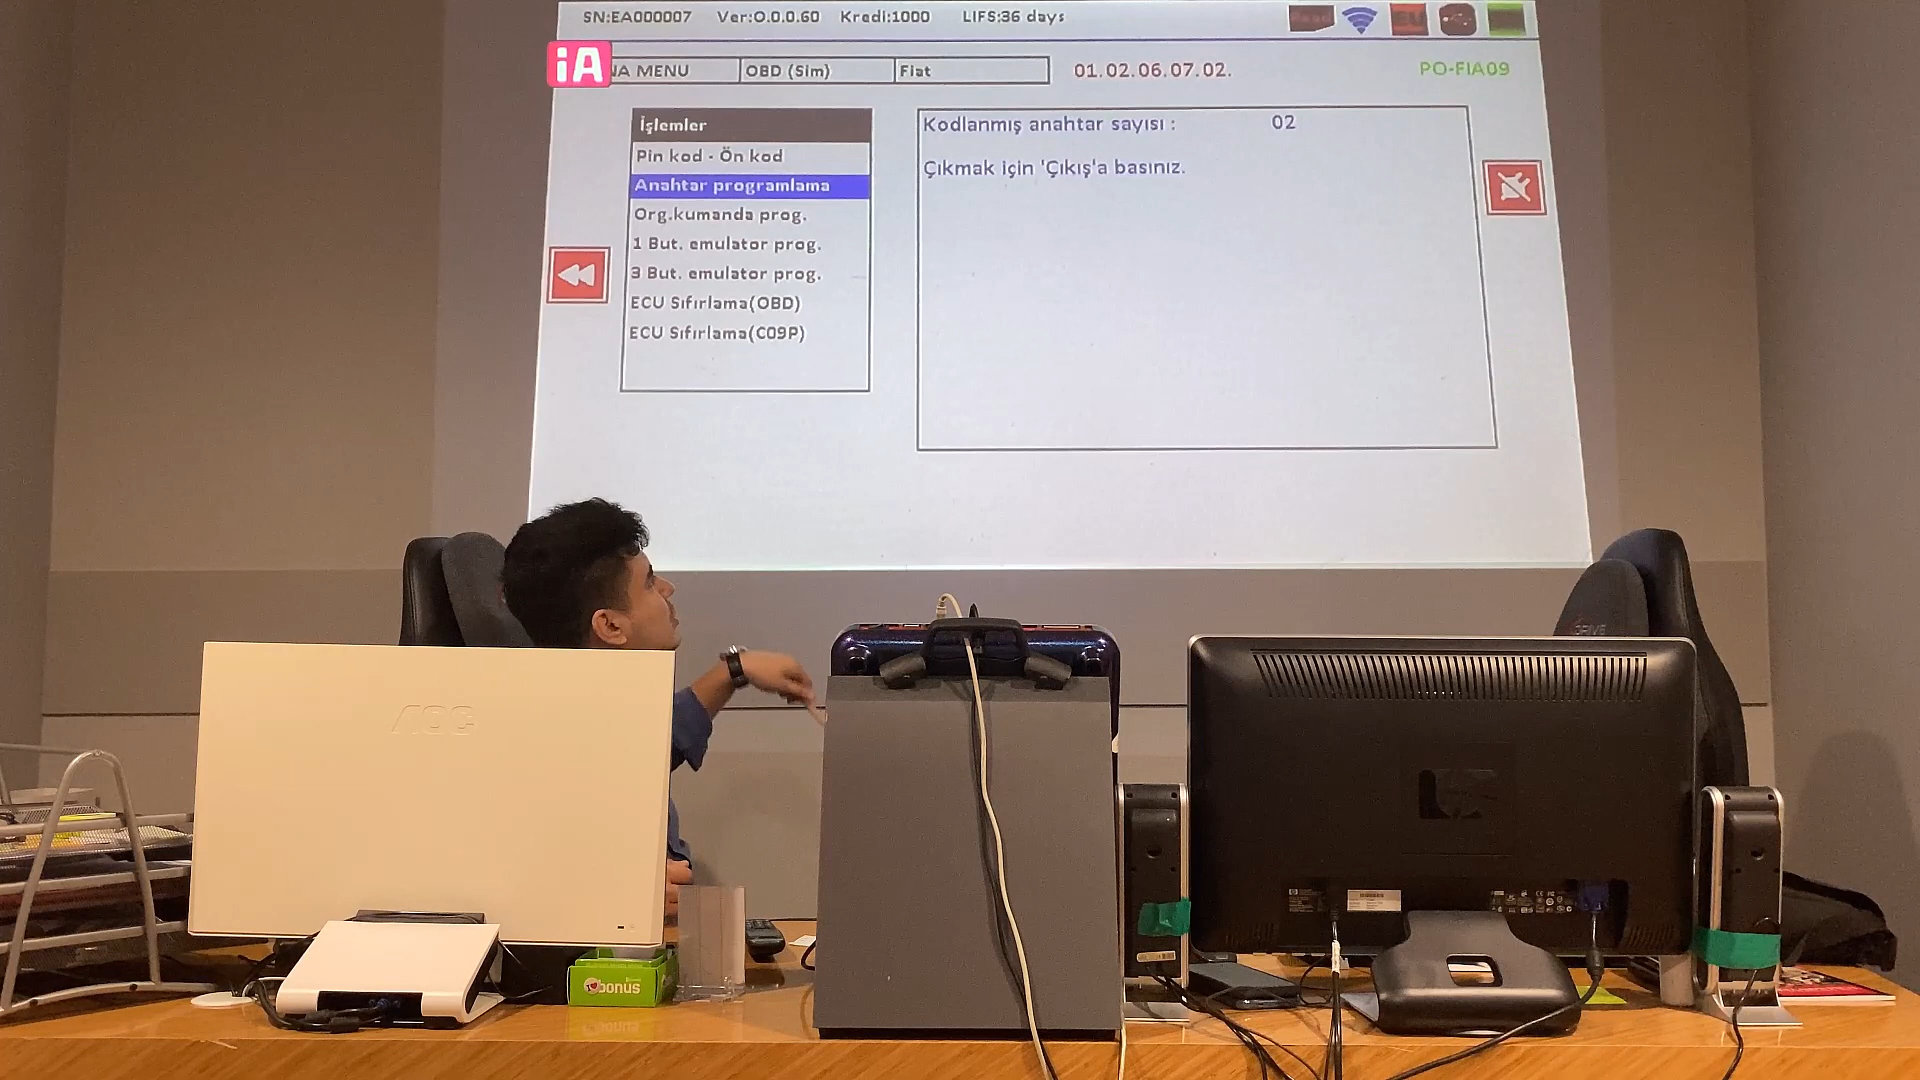 SN:EA000007 Ver:0.0.0.60 Kredi:1000 LIFS:36 days
iA
NA MENU OBD (Sim) Fiat 01.02.06.07.02. PO-FIA09
İşlemler
Pin kod - Ön kod
Anahtar programlama
Org.kumanda prog.
1 But. emulator prog.
3 But. emulator prog.
ECU Sıfırlama(OBD)
ECU Sıfırlama(C09P)
Kodlanmış anahtar sayısı : 02
Çıkmak için 'Çıkış'a basınız.
AOC
bonus